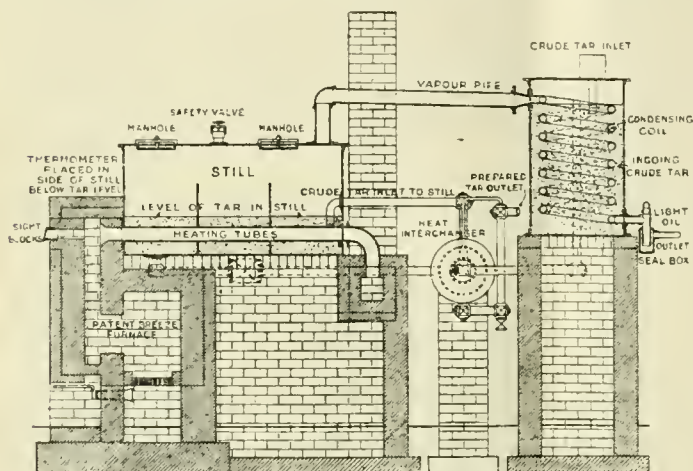 CRUDE TAR INLET
VAPOUR PIPE
SAFETY VALVE
MANHOLE
MANHOLE
CONDENSING
COIL
THERMOMETER
PLACED IN
SIDE OF STILL
BELOW TAR LEVEL
STILL
PREPARED
TAR OUTLET
INGOING
CRUDE TAR
CRUDE TAR INLET TO STILL
LEVEL OF TAR IN STILL
SIGHT
BLOCKS
HEATING TUBES
HEAT
INTERCHANGER
LIGHT
OIL
OUTLET
SEAL BOX
PATENT BREEZE
FURNACE